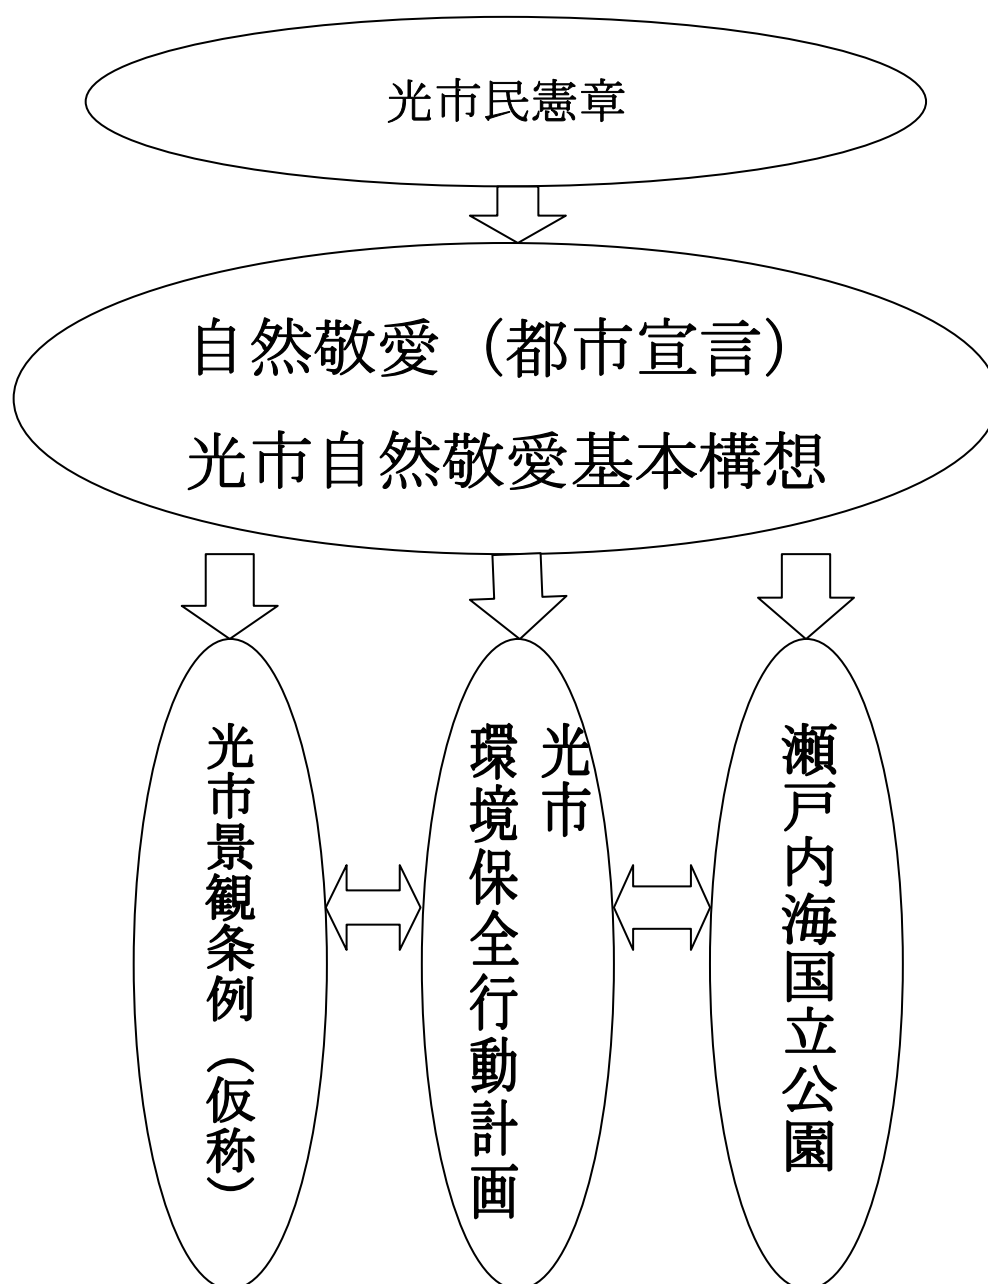 光市民憲章
自然敬愛（都市宣言）
光市自然敬愛基本構想
光市景観条例（仮称）
光市
環境保全行動計画
瀬戸内海国立公園